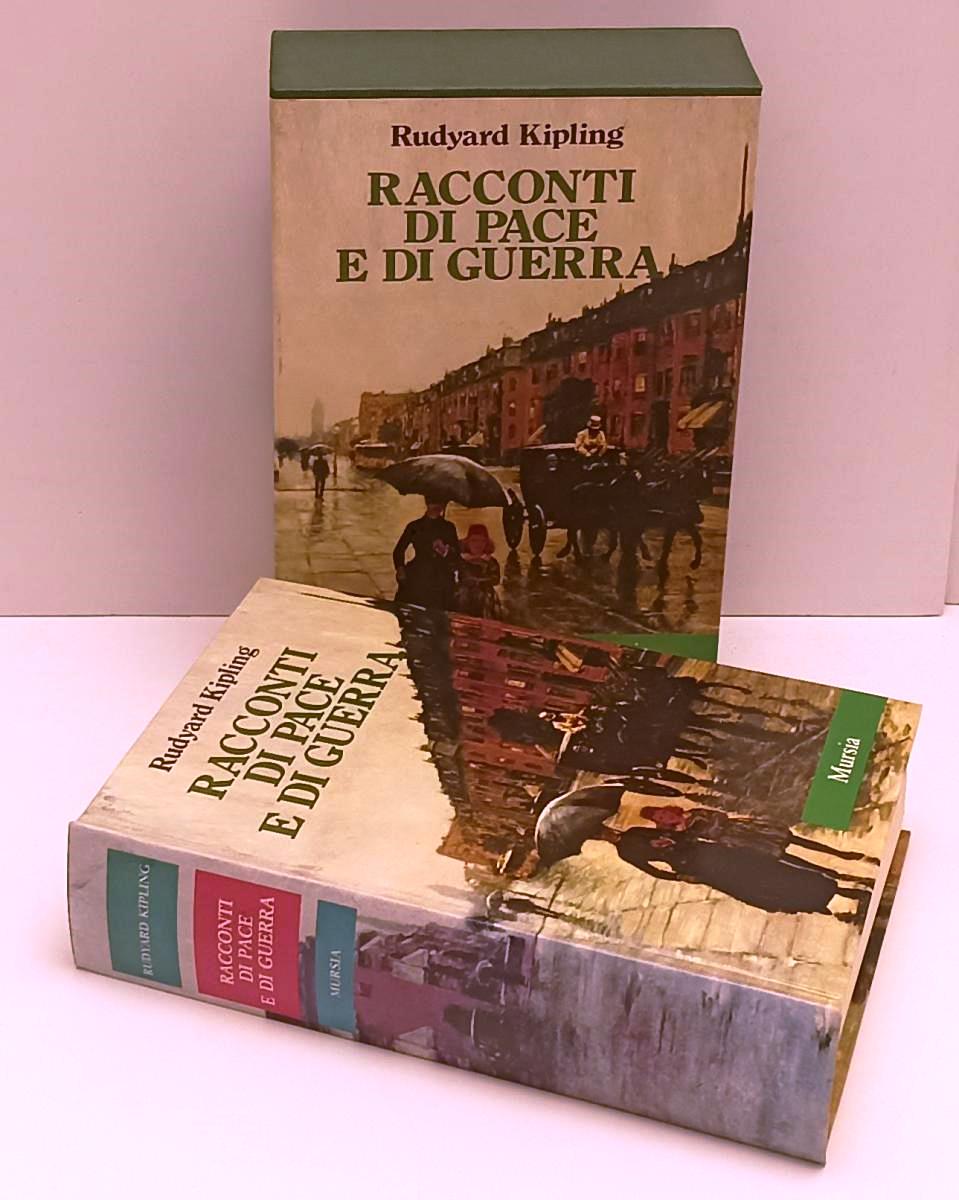 Rudyard Kipling
RACCONTI
DI PACE
E DI GUERRA
Rudyard Kipling
RACCONTI
DI PACE
E DI GUERRA
Mursia
RUDYARD KIPLING
RACCONTI
DI PACE
E DI GUERRA
MURSIA